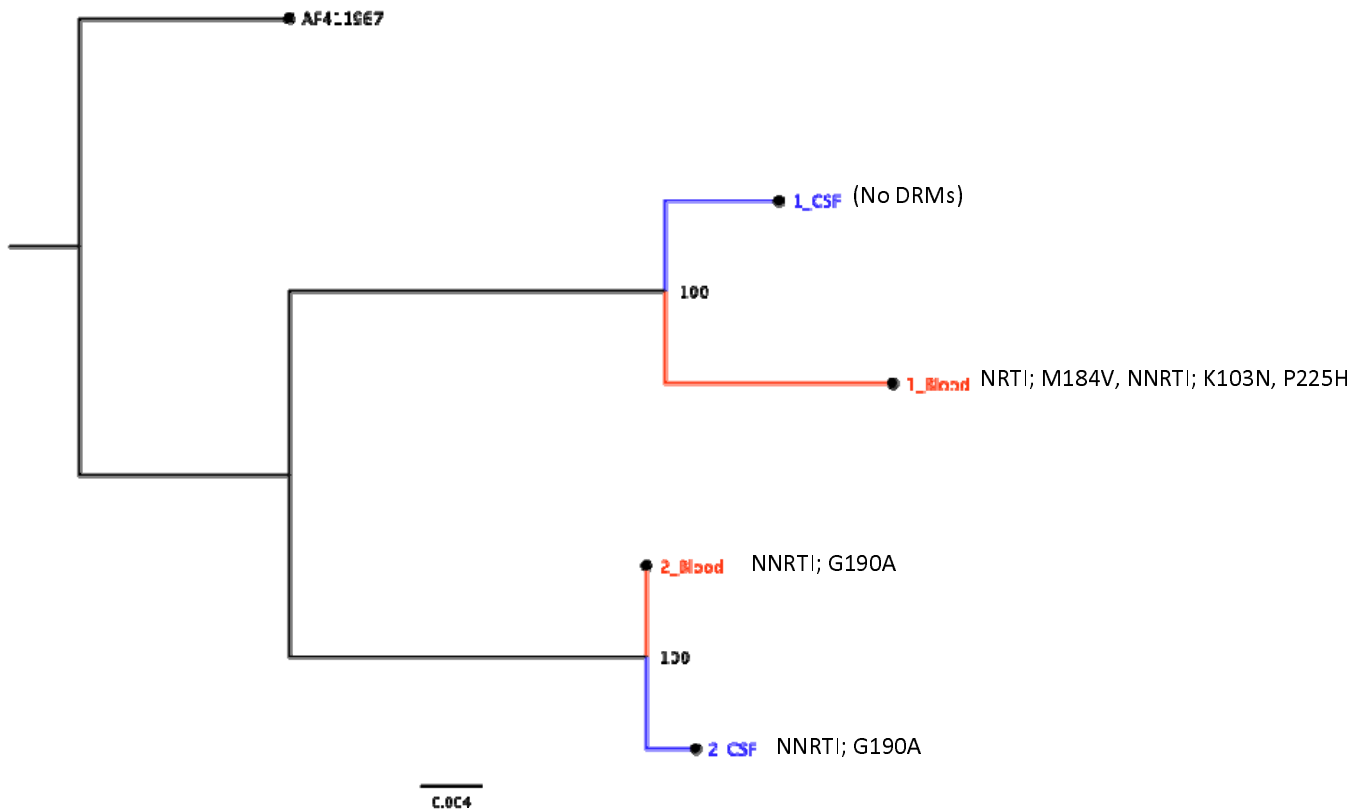 AF411967
1_CSF (No DRMs)
100
1_Blood NRTI; M184V, NNRTI; K103N, P225H
2_Blood NNRTI; G190A
100
2_CSF NNRTI; G190A
0.004